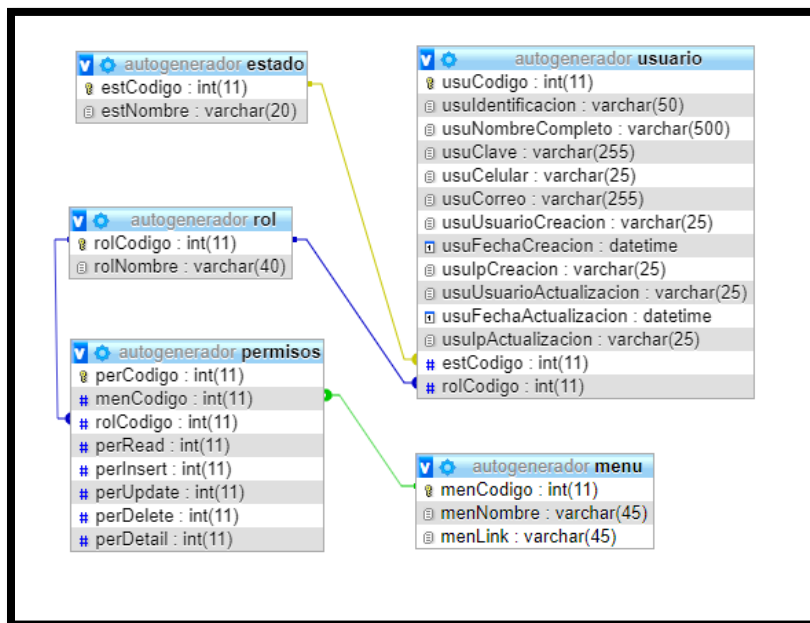 autogenerador estado
estCodigo : int(11)
estNombre : varchar(20)
autogenerador usuario
usuCodigo : int(11)
usuIdentificacion : varchar(50)
usuNombreCompleto : varchar(500)
usuClave : varchar(255)
usuCelular : varchar(25)
usuCorreo : varchar(255)
usuUsuarioCreacion : varchar(25)
usuFechaCreacion : datetime
usuIpCreacion : varchar(25)
usuUsuarioActualizacion : varchar(25)
usuFechaActualizacion : datetime
usuIpActualizacion : varchar(25)
# estCodigo : int(11)
# rolCodigo : int(11)
autogenerador rol
rolCodigo : int(11)
rolNombre : varchar(40)
autogenerador permisos
perCodigo : int(11)
# menCodigo : int(11)
# rolCodigo : int(11)
# perRead : int(11)
# perInsert : int(11)
# perUpdate : int(11)
# perDelete : int(11)
# perDetail : int(11)
autogenerador menu
menCodigo : int(11)
menNombre : varchar(45)
menLink : varchar(45)